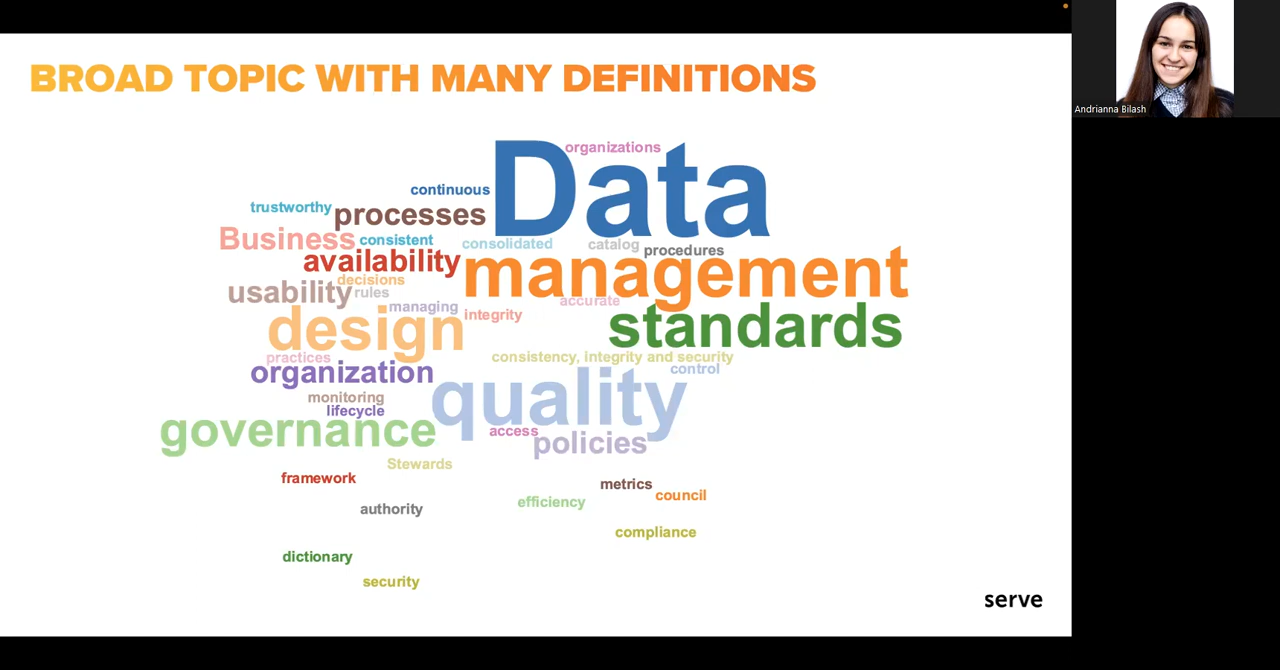 BROAD TOPIC WITH MANY DEFINITIONS
Andrianna Bilash
organizations
Data
continuous
trustworthy
processes
Business
consistent
consolidated
catalog
procedures
availability
management
decisions
usability
rules
managing
accurate
integrity
design
standards
practices
consistency, integrity and security
control
organization
quality
monitoring
lifecycle
governance
access
policies
Stewards
framework
metrics
council
efficiency
authority
compliance
dictionary
security
serve